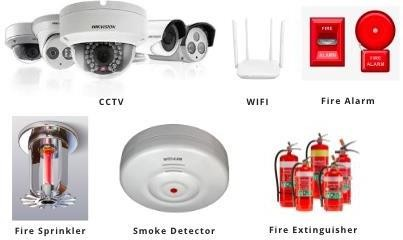 HIKVISION
FIRE
ALARM
FIRE
ALARM
CCTV
WIFI
Fire Alarm
Fire Sprinkler
Smoke Detector
Fire Extinguisher